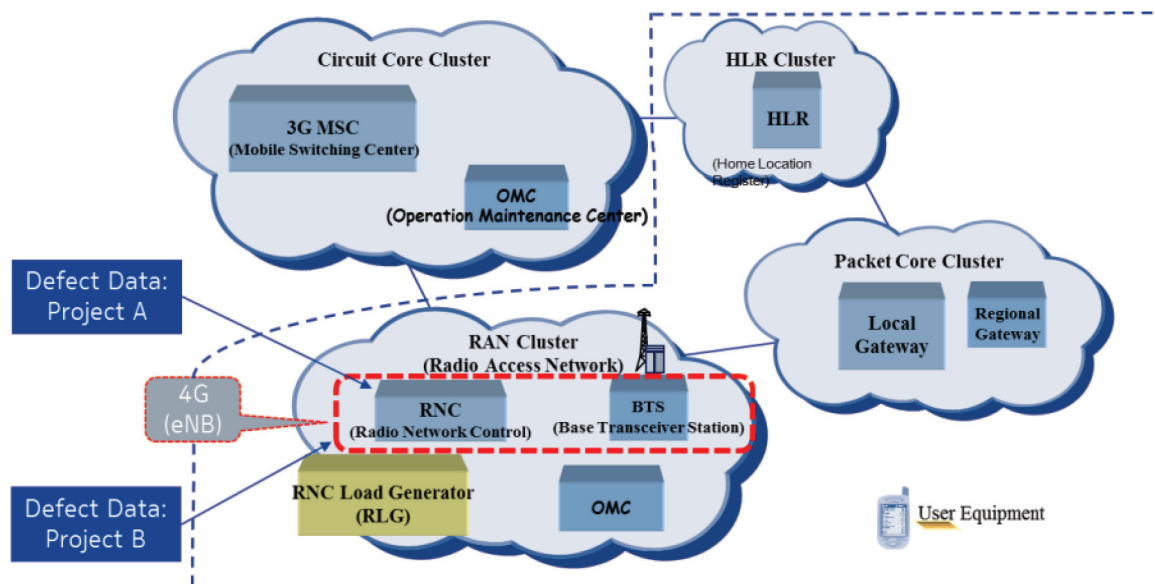 Circuit Core Cluster
3G MSC
(Mobile Switching Center)
OMC
(Operation Maintenance Center)
HLR Cluster
HLR
(Home Location
Register)
Packet Core Cluster
Local
Gateway
Regional
Gateway
Defect Data:
Project A
RAN Cluster
(Radio Access Network)
4G
(eNB)
RNC
(Radio Network Control)
BTS
(Base Transceiver Station)
RNC Load Generator
(RLG)
OMC
Defect Data:
Project B
User Equipment